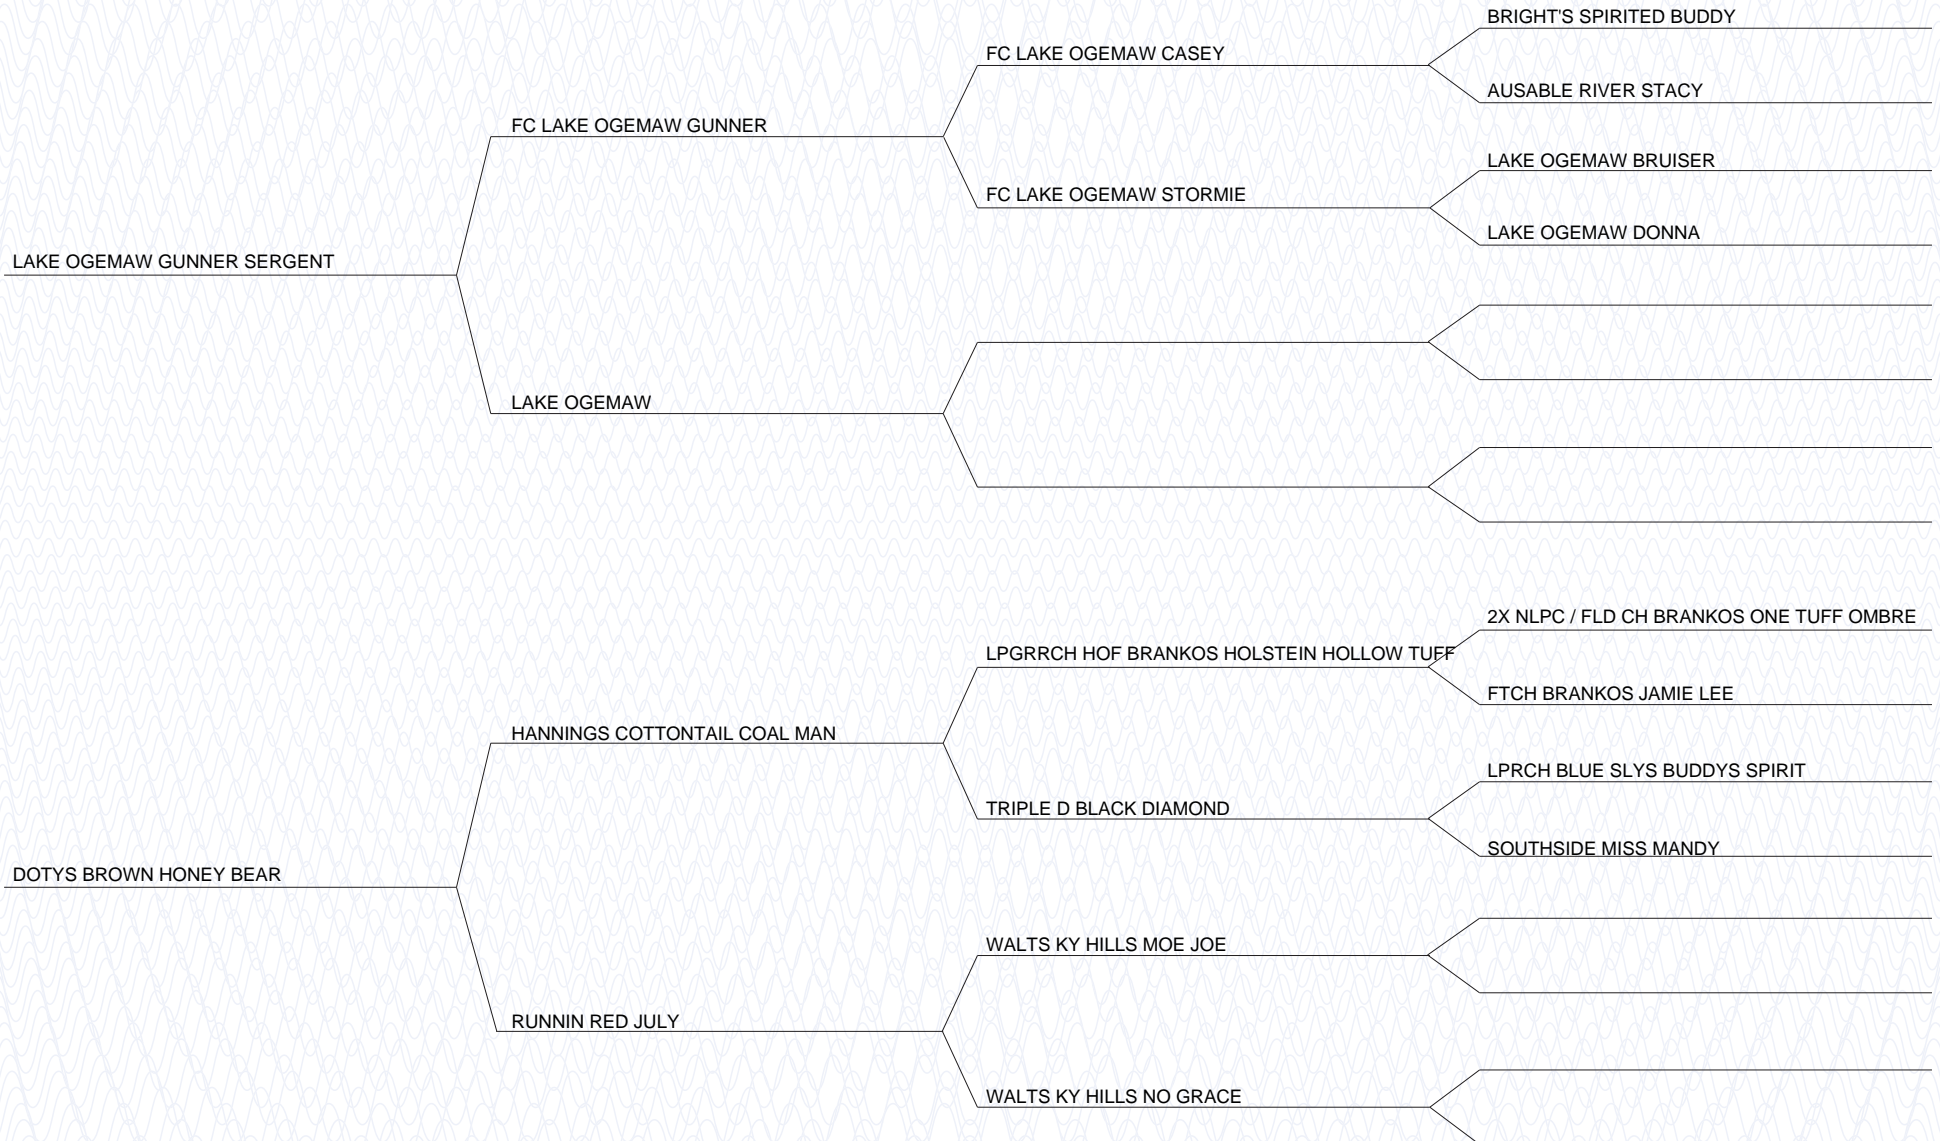 BRIGHT'S SPIRITED BUDDY
FC LAKE OGEMAW CASEY
AUSABLE RIVER STACY
FC LAKE OGEMAW GUNNER
LAKE OGEMAW BRUISER
FC LAKE OGEMAW STORMIE
LAKE OGEMAW DONNA
LAKE OGEMAW GUNNER SERGENT
LAKE OGEMAW
2X NLPC / FLD CH BRANKOS ONE TUFF OMBRE
LPGRRCH HOF BRANKOS HOLSTEIN HOLLOW TUFF
FTCH BRANKOS JAMIE LEE
HANNINGS COTTONTAIL COAL MAN
LPRCH BLUE SLYS BUDDYS SPIRIT
TRIPLE D BLACK DIAMOND
SOUTHSIDE MISS MANDY
DOTYS BROWN HONEY BEAR
WALTS KY HILLS MOE JOE
RUNNIN RED JULY
WALTS KY HILLS NO GRACE